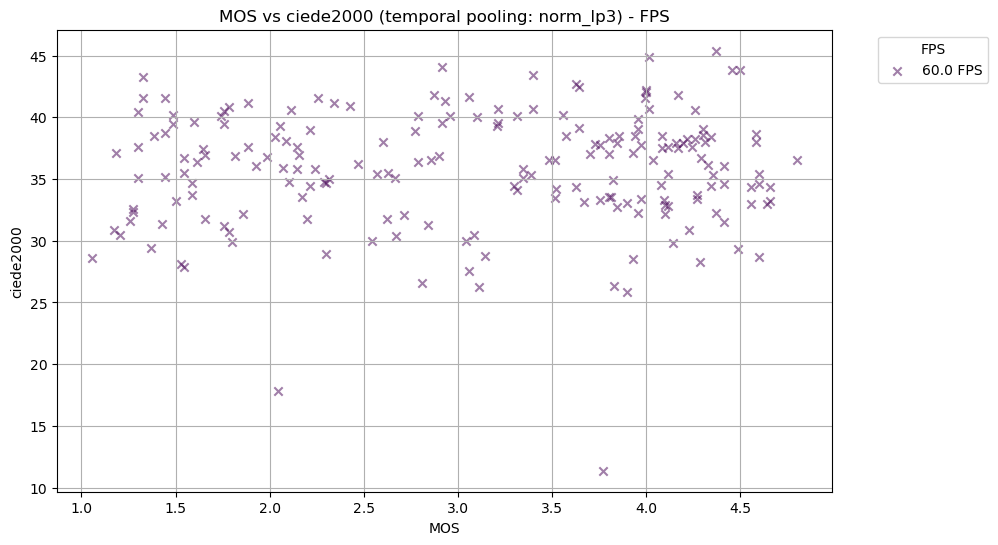 MOS vs ciede2000 (temporal pooling: norm_lp3) - FPS
FPS
60.0 FPS
ciede2000
45
40
35
30
25
20
15
10
1.0 1.5 2.0 2.5 3.0 3.5 4.0 4.5
MOS